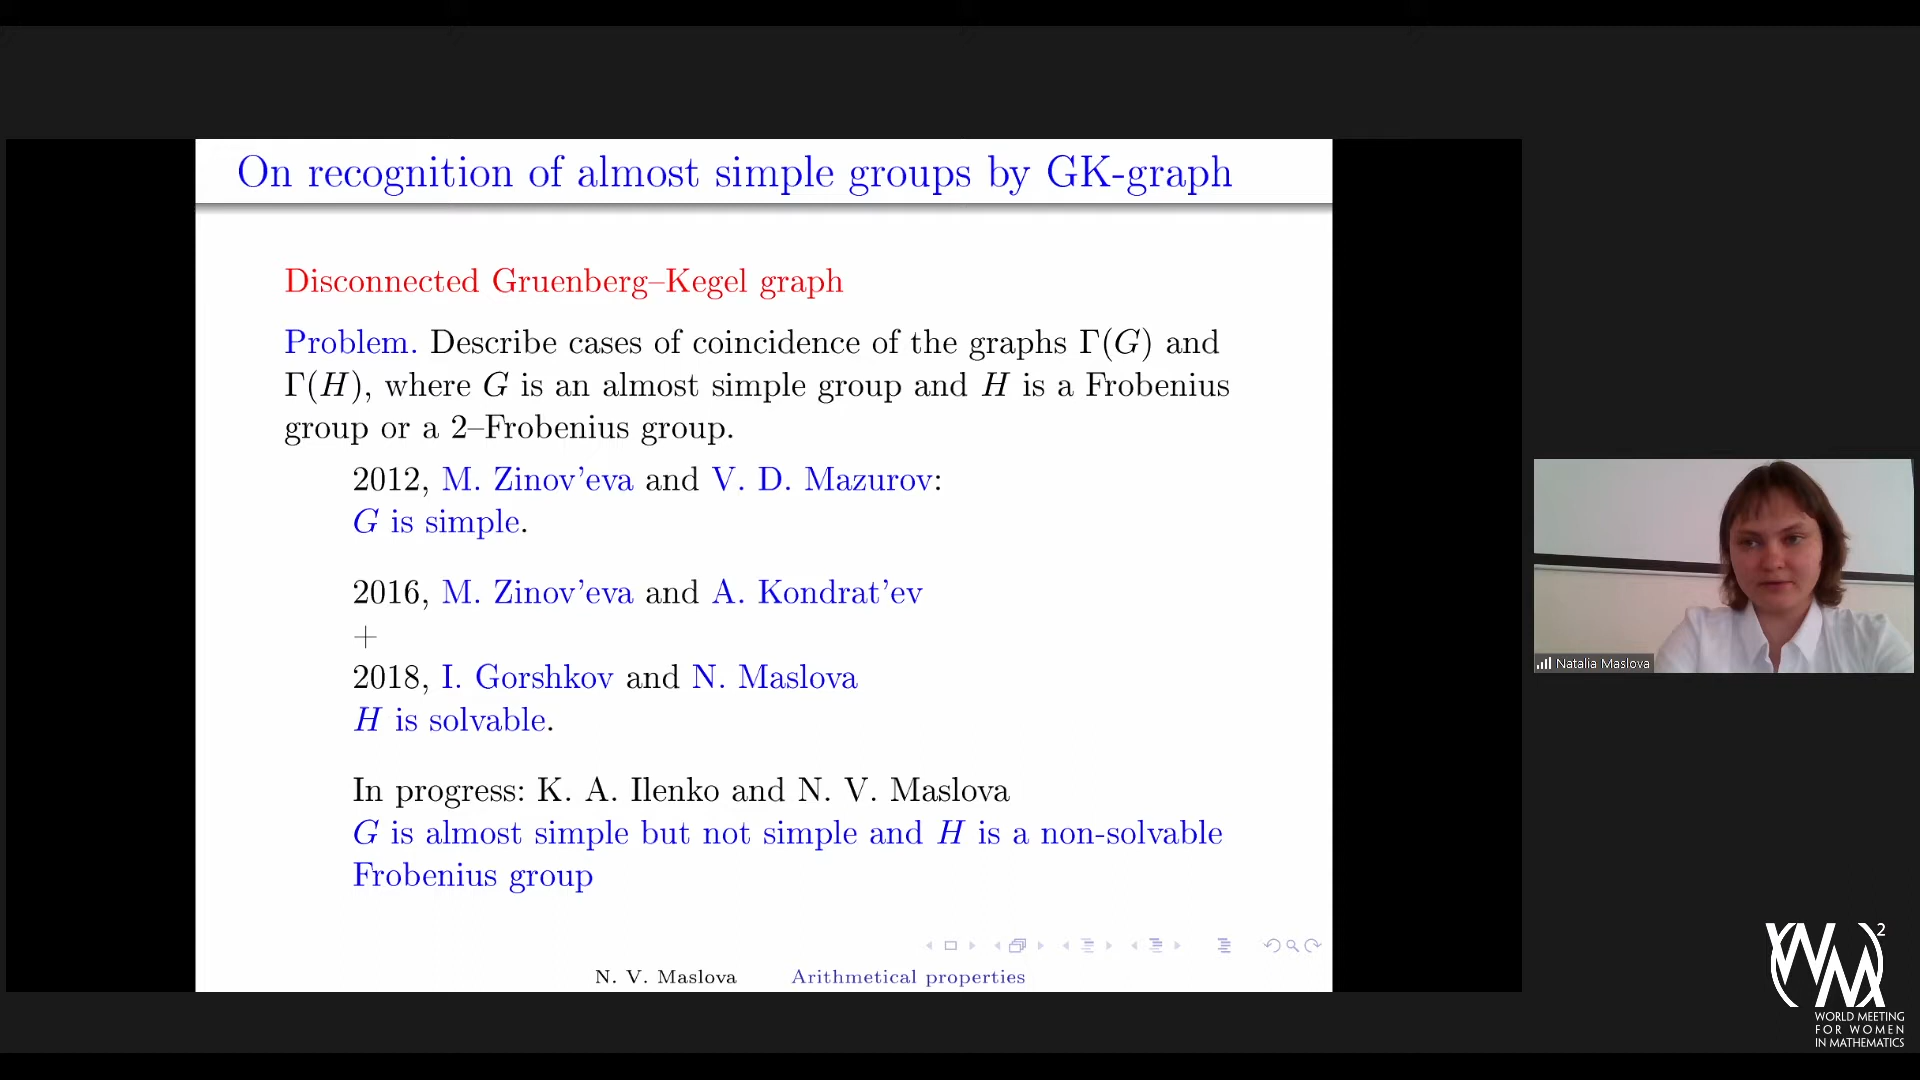 On recognition of almost simple groups by GK-graph
Disconnected Gruenberg–Kegel graph
Problem. Describe cases of coincidence of the graphs Γ(G) and
Γ(H), where G is an almost simple group and H is a Frobenius
group or a 2–Frobenius group.
2012, M. Zinov'eva and V. D. Mazurov:
G is simple.
2016, M. Zinov'eva and A. Kondrat'ev
+
2018, I. Gorshkov and N. Maslova
H is solvable.
In progress: K. A. Ilenko and N. V. Maslova
G is almost simple but not simple and H is a non-solvable
Frobenius group
N. V. Maslova Arithmetical properties
Natalia Maslova
(WM)²
WORLD MEETING
FOR WOMEN
IN MATHEMATICS